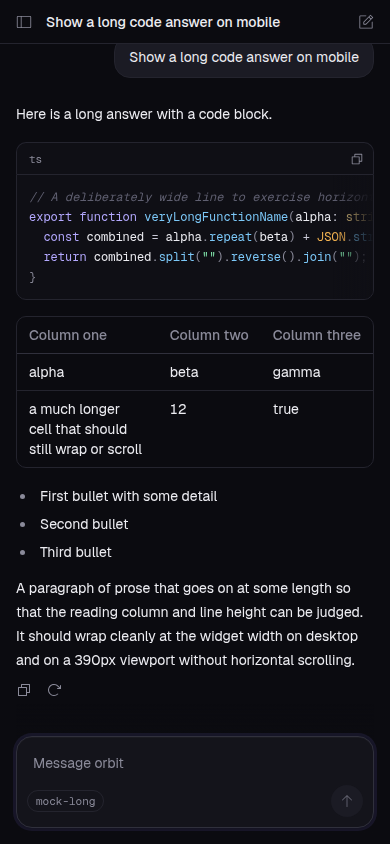 Show a long code answer on mobile
Show a long code answer on mobile
Here is a long answer with a code block.
ts
// A deliberately wide line to exercise horizon
export function veryLongFunctionName(alpha: stri
const combined = alpha.repeat(beta) + JSON.st
return combined.split("").reverse().join("");
}
Column one Column two Column three
alpha beta gamma
a much longer 12 true
cell that should
still wrap or scroll
First bullet with some detail
Second bullet
Third bullet
A paragraph of prose that goes on at some length so
that the reading column and line height can be judged.
It should wrap cleanly at the widget width on desktop
and on a 390px viewport without horizontal scrolling.
Message orbit
mock-long